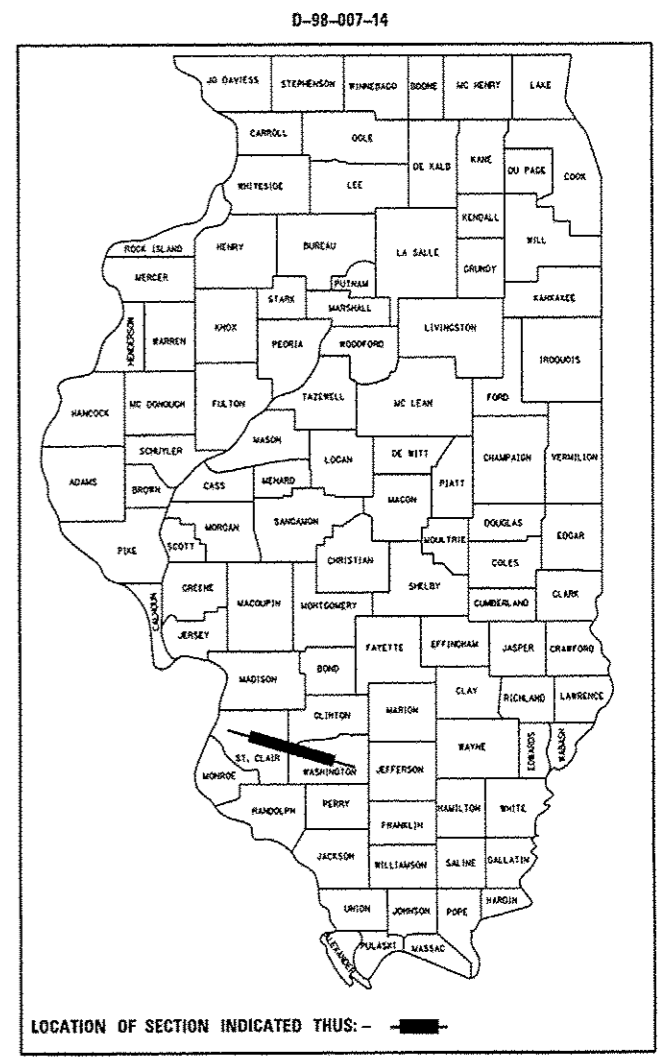 D-98-007-14
JO DAVIESS STEPHENSON WINNEBAGO BOONE MC HENRY LAKE
CARROLL OGLE
DE KALB KANE DU PAGE COOK
WHITESIDE LEE
KENDALL
ROCK ISLAND HENRY BUREAU LA SALLE WILL
GRUNDY
MERCER PUTNAM
STARK MARSHALL KANKAKEE
HENDERSON WARREN KNOX PEORIA WOODFORD LIVINGSTON
IROQUOIS
HANCOCK MC DONOUGH FULTON TAZEWELL MC LEAN FORD
MASON
SCHUYLER LOGAN DE WITT CHAMPAIGN VERMILION
ADAMS BROWN CASS MENARD PIATT
MACON
MORGAN SANGAMON DOUGLAS
PIKE SCOTT CHRISTIAN MOULTRIE EDGAR
COLES
CALHOUN GREENE MACOUPIN MONTGOMERY SHELBY CUMBERLAND CLARK
JERSEY FAYETTE EFFINGHAM JASPER CRAWFORD
MADISON BOND
CLAY RICHLAND LAWRENCE
CLINTON MARION
ST. CLAIR WAYNE EDWARDS WABASH
MONROE WASHINGTON JEFFERSON
RANDOLPH PERRY HAMILTON WHITE
FRANKLIN
JACKSON WILLIAMSON SALINE GALLATIN
HARDIN
UNION JOHNSON POPE
ALEXANDER PULASKI MASSAC
LOCATION OF SECTION INDICATED THUS: -